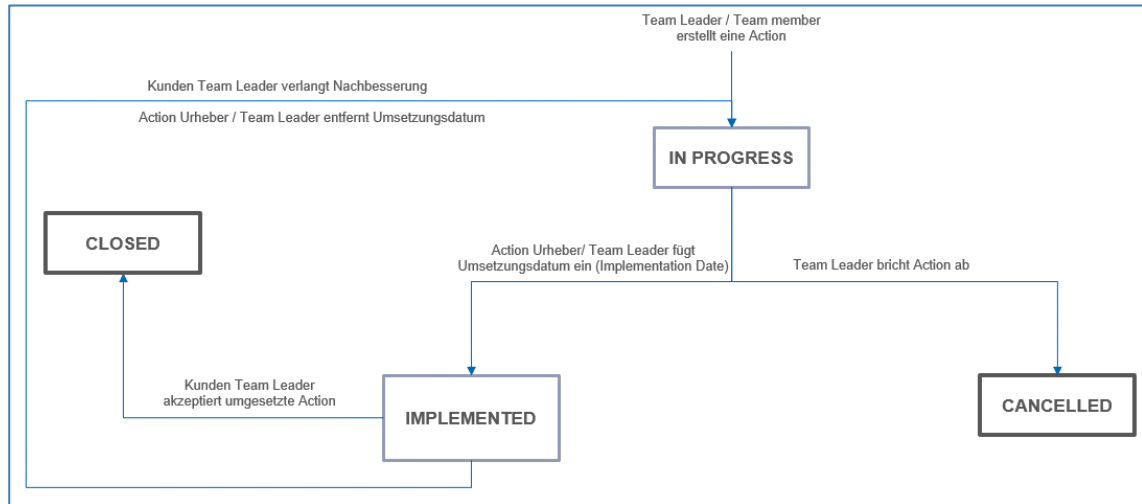 Team Leader / Team member
erstellt eine Action
Kunden Team Leader verlangt Nachbesserung
Action Urheber / Team Leader entfernt Umsetzungsdatum
IN PROGRESS
CLOSED
Action Urheber/ Team Leader fügt
Umsetzungsdatum ein (Implementation Date)
Team Leader bricht Action ab
Kunden Team Leader
akzeptiert umgesetzte Action
IMPLEMENTED
CANCELLED